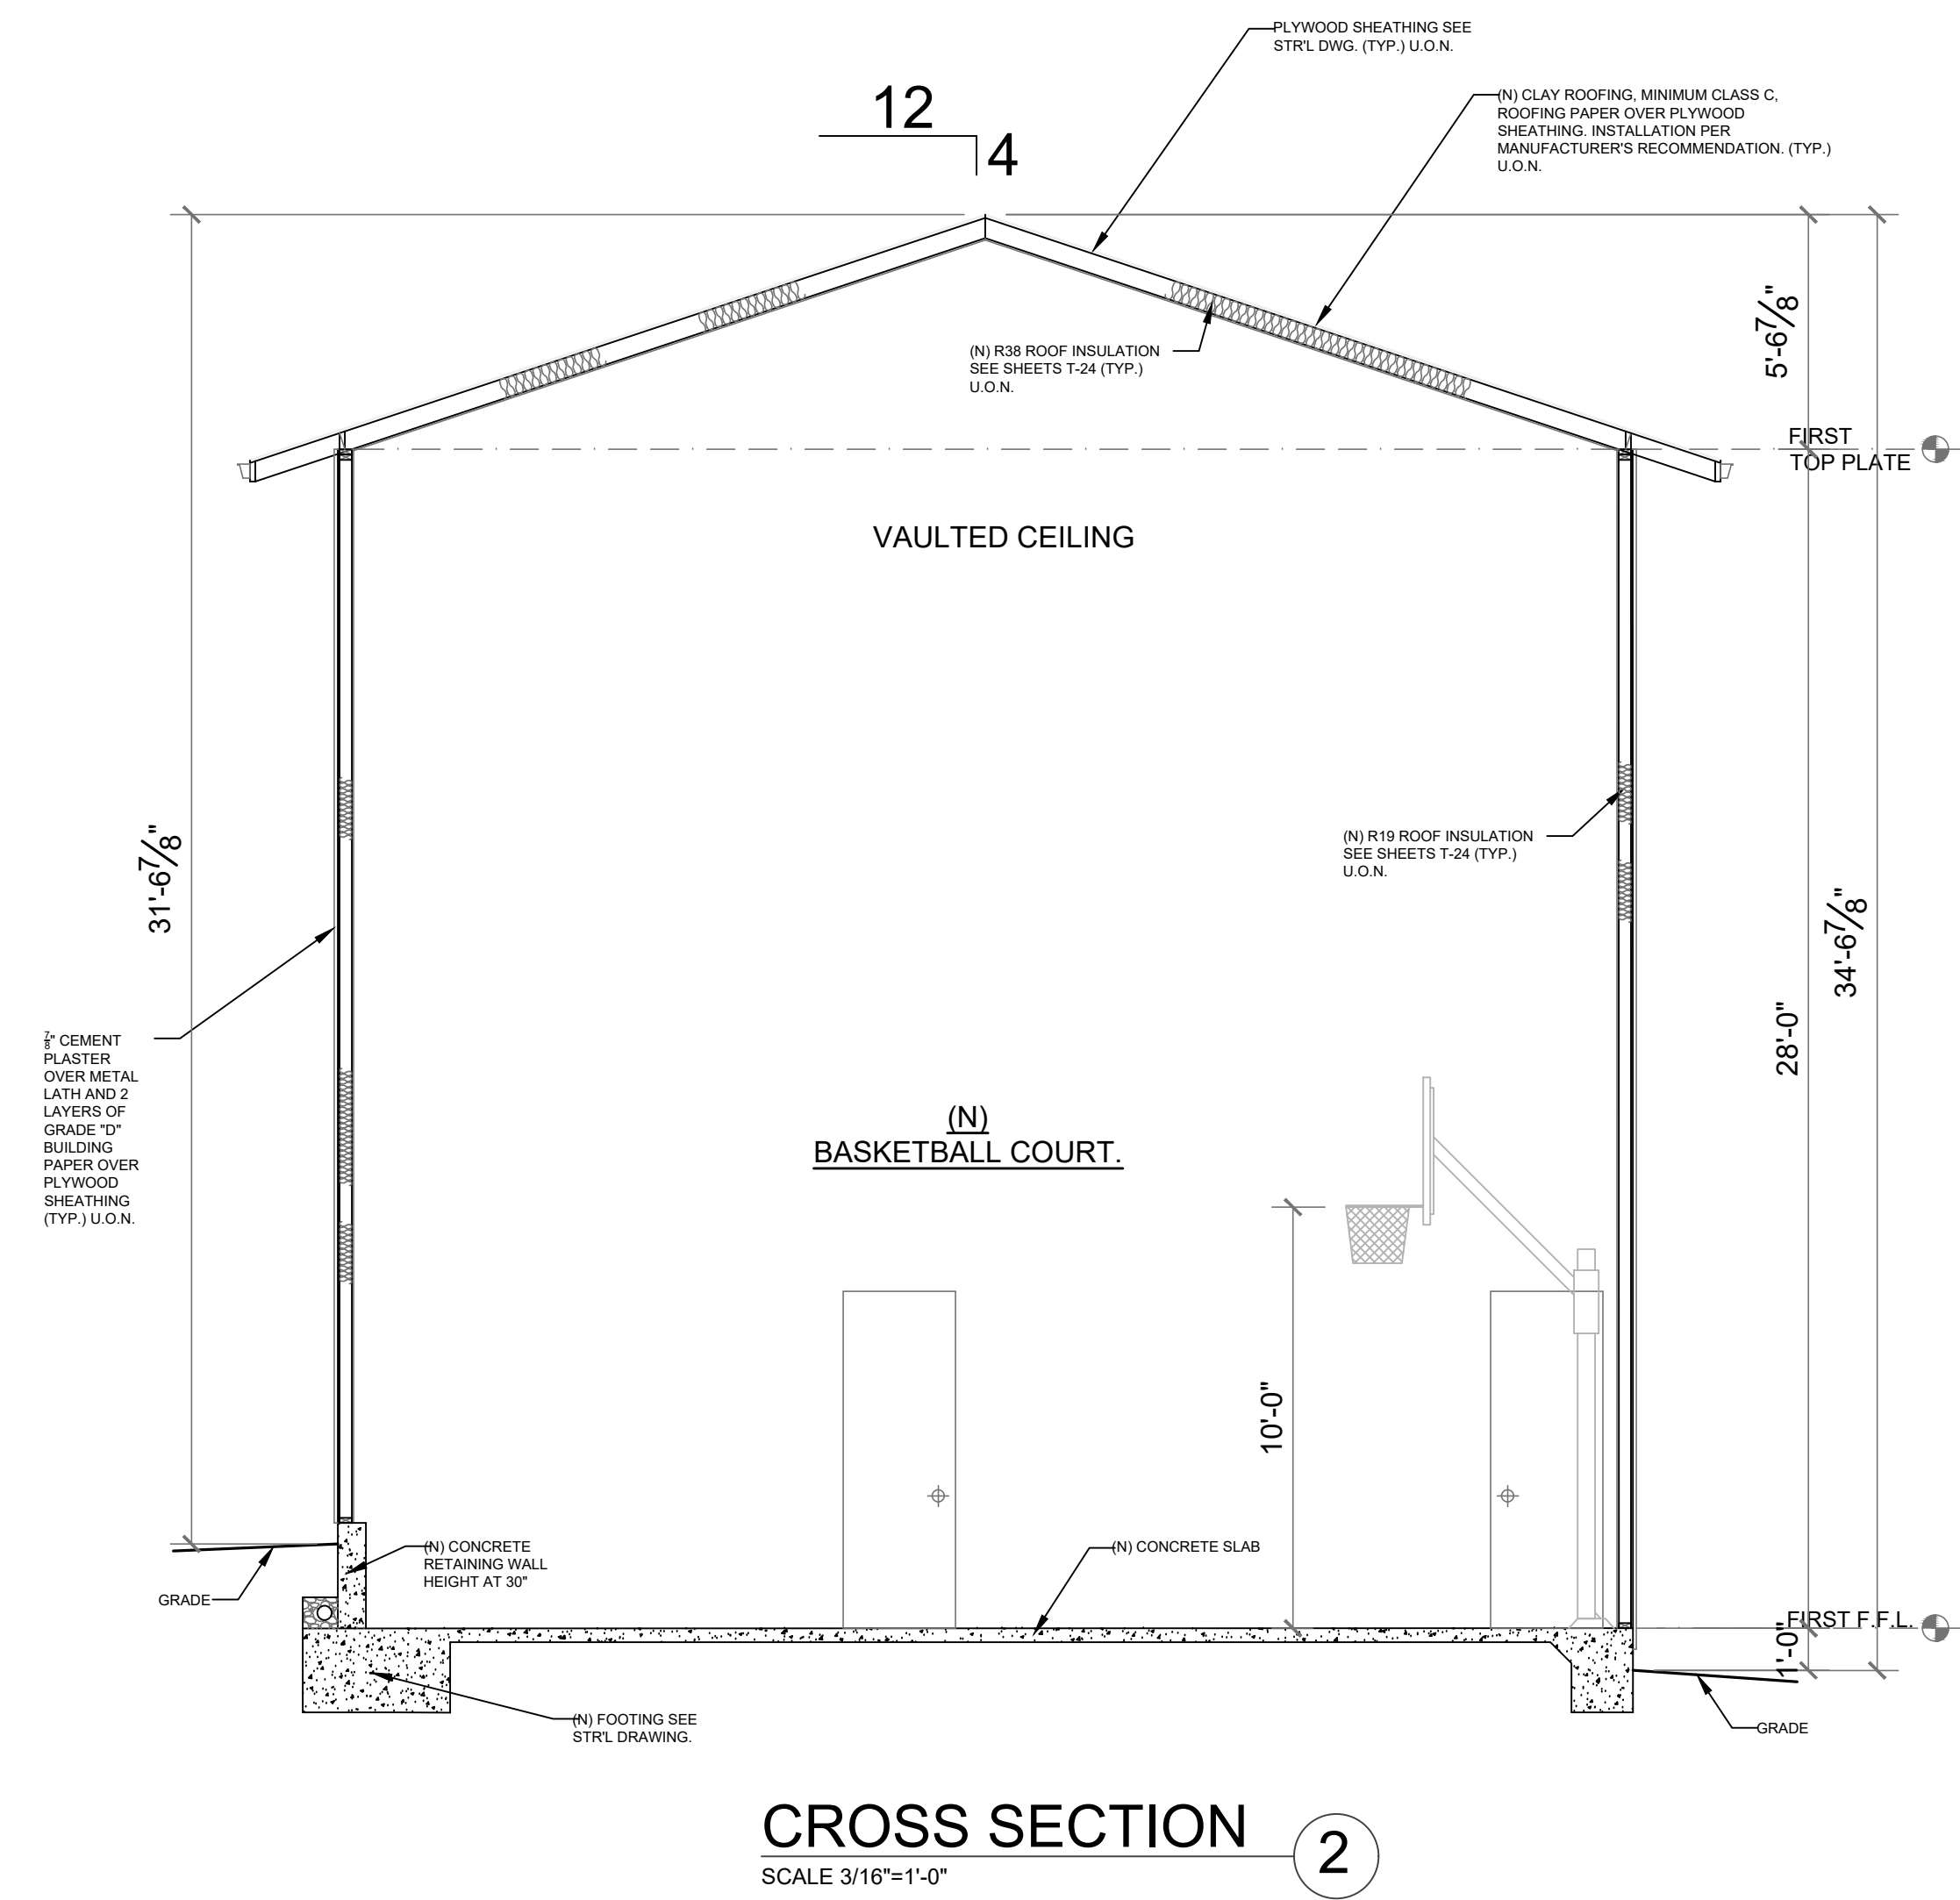 PLYWOOD SHEATHING SEE
STR'L DWG. (TYP.) U.O.N.
12
4
(N) CLAY ROOFING, MINIMUM CLASS C,
ROOFING PAPER OVER PLYWOOD
SHEATHING. INSTALLATION PER
MANUFACTURER'S RECOMMENDATION. (TYP.)
U.O.N.
5'-6⅞"
(N) R38 ROOF INSULATION
SEE SHEETS T-24 (TYP.)
U.O.N.
FIRST
TOP PLATE
VAULTED CEILING
31'-6⅞"
(N) R19 ROOF INSULATION
SEE SHEETS T-24 (TYP.)
U.O.N.
34'-6⅞"
28'-0"
⅞" CEMENT
PLASTER
OVER METAL
LATH AND 2
LAYERS OF
GRADE "D"
BUILDING
PAPER OVER
PLYWOOD
SHEATHING
(TYP.) U.O.N.
(N)
BASKETBALL COURT.
10'-0"
(N) CONCRETE
RETAINING WALL
HEIGHT AT 30"
(N) CONCRETE SLAB
GRADE
FIRST F.F.L.
1'-0"
(N) FOOTING SEE
STR'L DRAWING.
GRADE
CROSS SECTION
2
SCALE 3/16"=1'-0"